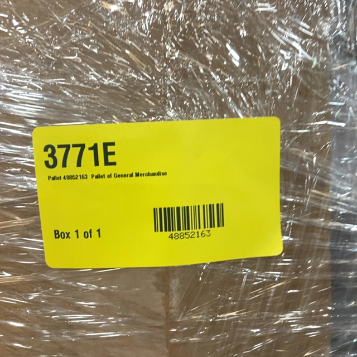 3771E
Pallet 48852163 Pallet of General Merchandise
Box 1 of 1
48852163